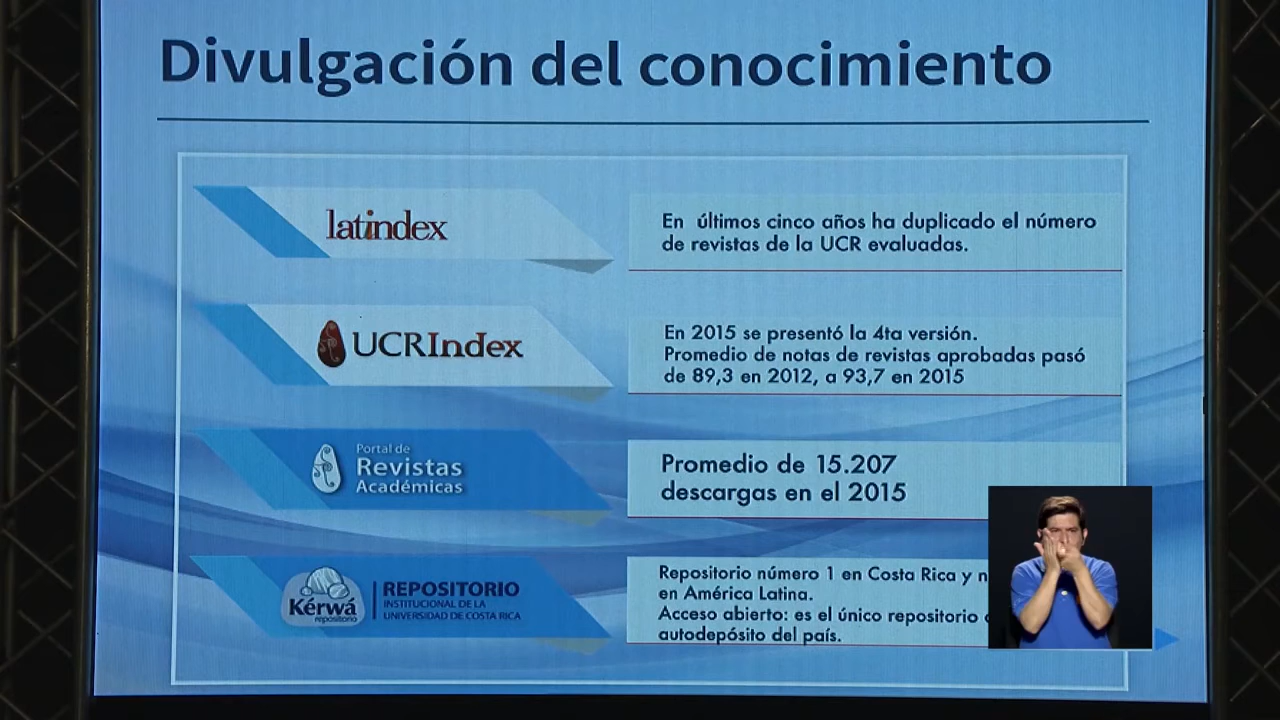 Divulgación del conocimiento
latindex
En últimos cinco años ha duplicado el número
de revistas de la UCR evaluadas.
UCRIndex
En 2015 se presentó la 4ta versión.
Promedio de notas de revistas aprobadas pasó
de 89,3 en 2012, a 93,7 en 2015
Portal de
Revistas
Académicas
Promedio de 15.207
descargas en el 2015
Kérwá
repositorio
REPOSITORIO
INSTITUCIONAL DE LA
UNIVERSIDAD DE COSTA RICA
Repositorio número 1 en Costa Rica y
en América Latina.
Acceso abierto: es el único repositorio
autodepósito del país.